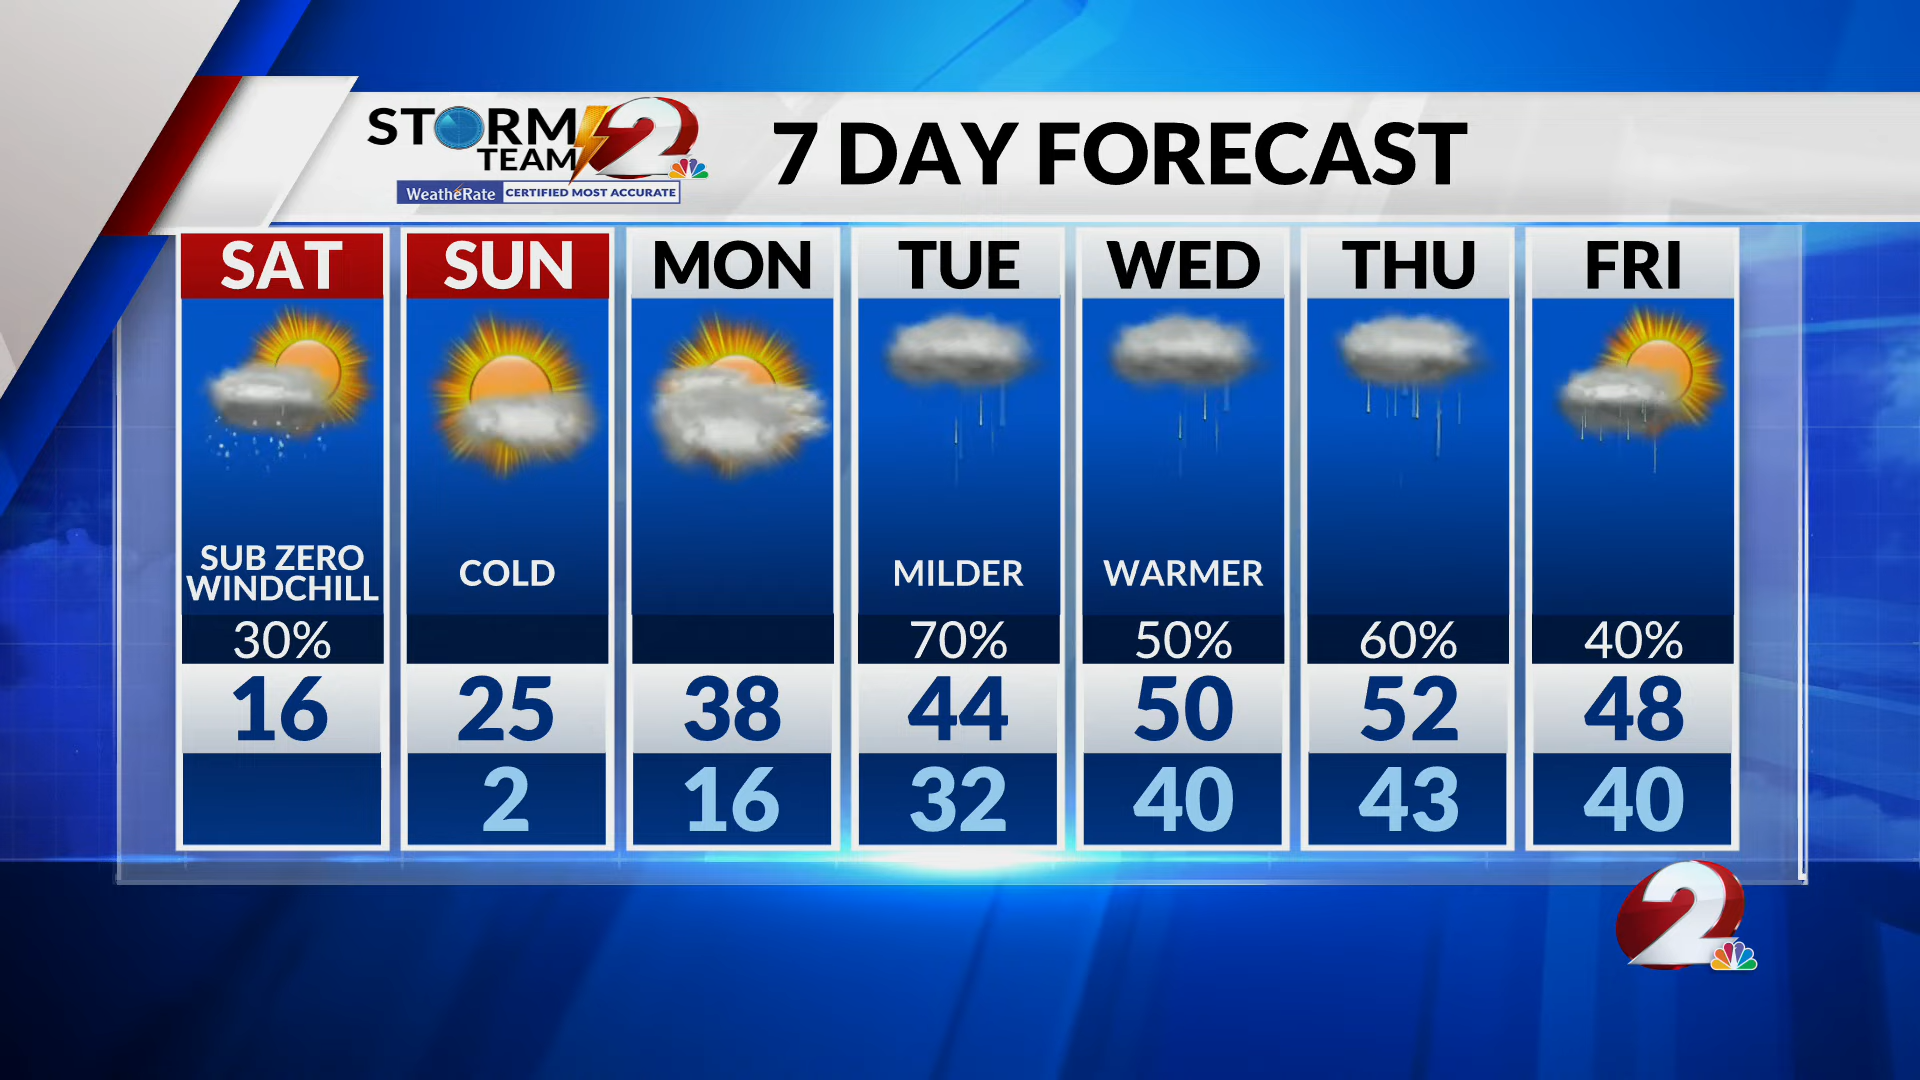 STORM
TEAM 2
WeatheRate CERTIFIED MOST ACCURATE
7 DAY FORECAST
SAT SUN MON TUE WED THU FRI
SUB ZERO
WINDCHILL COLD MILDER WARMER
30% 70% 50% 60% 40%
16 25 38 44 50 52 48
2 16 32 40 43 40
2